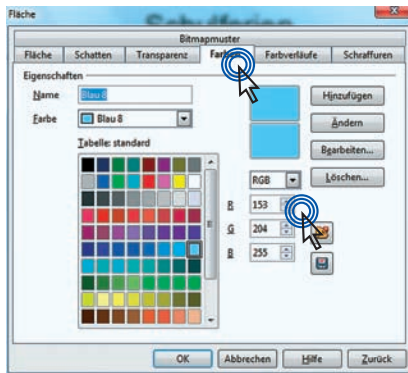 Fläche
Schulferien
Bitmapmuster
Fläche Schatten Transparenz Farben Farbverläufe Schraffuren
Eigenschaften
Name Blau 8
Farbe Blau 8
Tabelle: standard
Hinzufügen
Ändern
Bearbeiten...
Löschen...
RGB
R 153
G 204
B 255
OK Abbrechen Hilfe Zurück